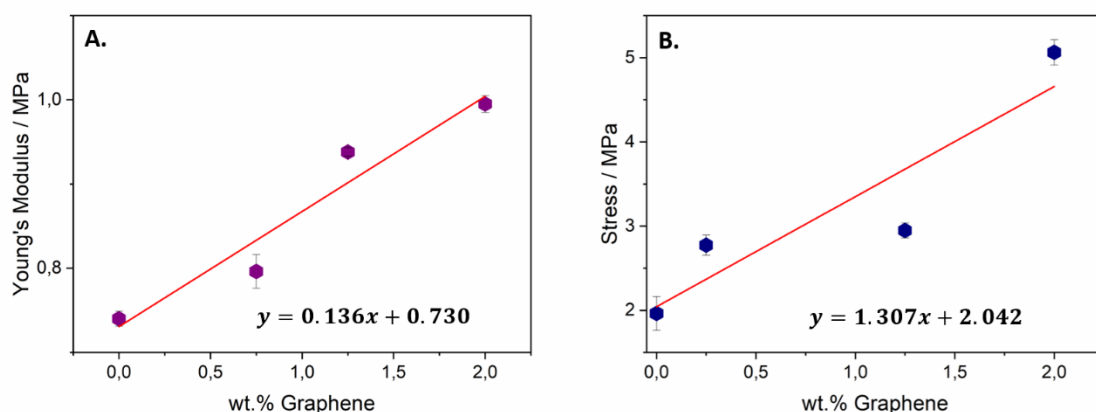 A.
Young's Modulus / MPa
1,0
0,8
y = 0.136x + 0.730
0,0 0,5 1,0 1,5 2,0
wt.% Graphene
B.
Stress / MPa
5
4
3
2
y = 1.307x + 2.042
0,0 0,5 1,0 1,5 2,0
wt.% Graphene